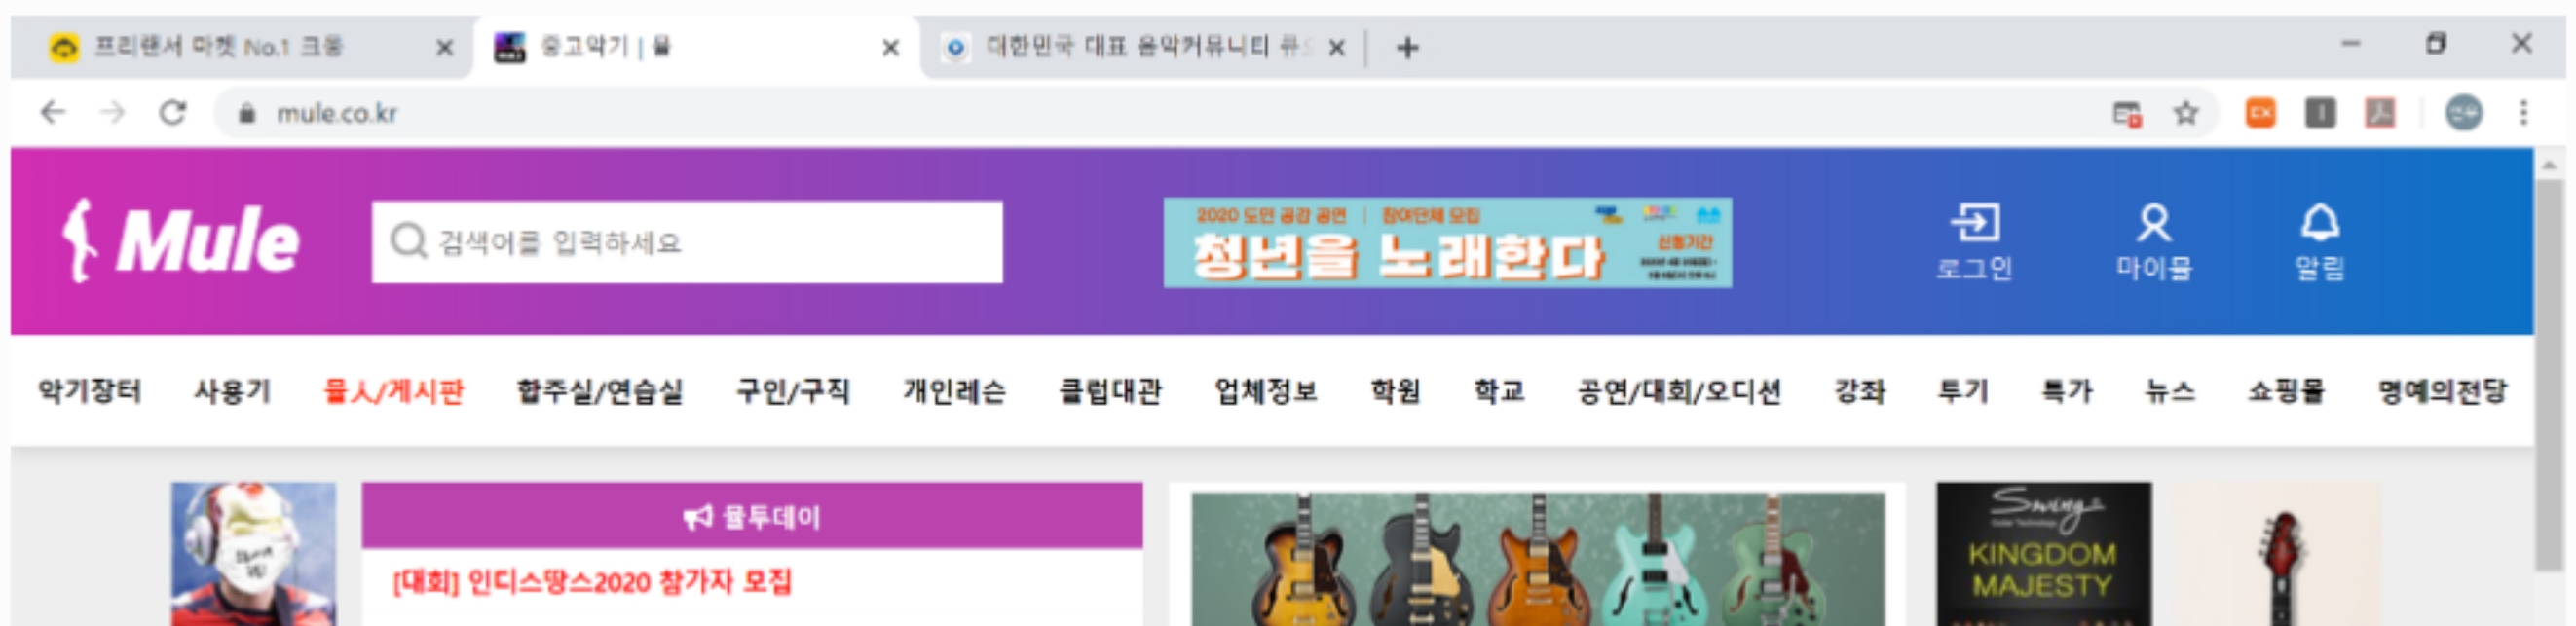 프리랜서 마켓 No.1 크몽
중고악기 | 뮬
대한민국 대표 음악커뮤니티 큐오
mule.co.kr
Mule
검색어를 입력하세요
2020 도민 공감 공연 | 참여단체 모집
청년을 노래한다
신청기간
로그인
마이뮬
알림
악기장터 사용기 뮬人/게시판 합주실/연습실 구인/구직 개인레슨 클럽대관 업체정보 학원 학교 공연/대회/오디션 강좌 투기 특가 뉴스 쇼핑몰 명예의전당
뮬투데이
[대회] 인디스땅스2020 참가자 모집
Swing
KINGDOM
MAJESTY